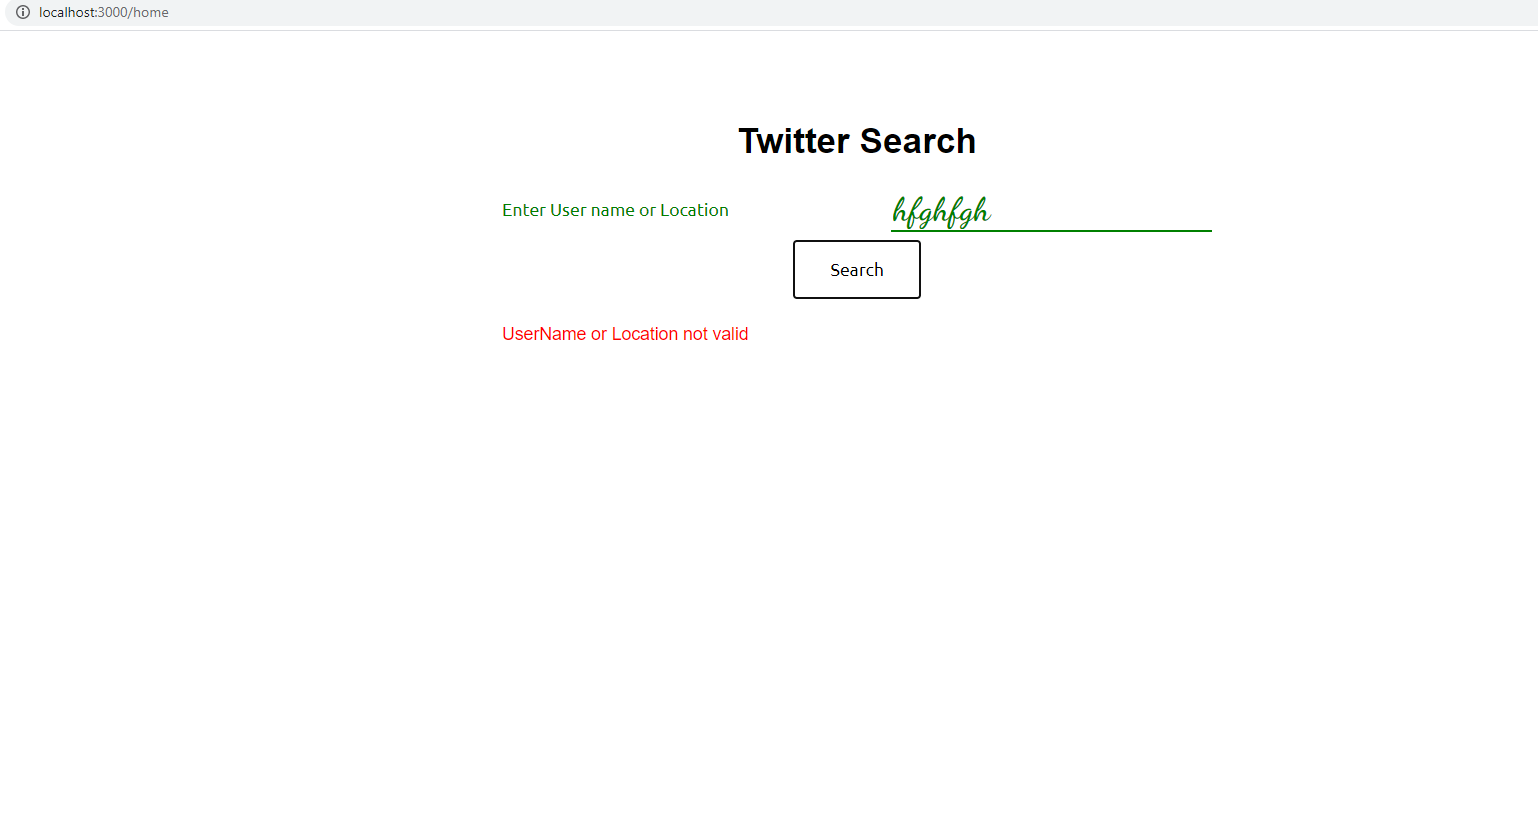 localhost:3000/home
Twitter Search
Enter User name or Location hfghfgh
Search
UserName or Location not valid